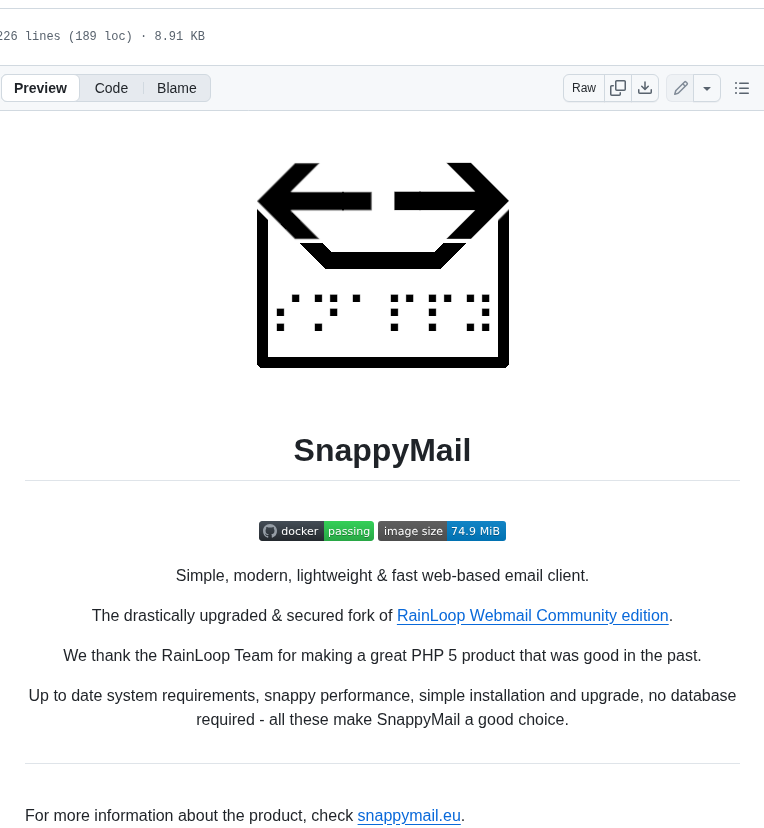 226 lines (189 loc) · 8.91 KB
Preview Code Blame Raw
⠎⠝⠁⠏⠏⠽
SnappyMail
docker passing image size 74.9 MiB
Simple, modern, lightweight & fast web-based email client.
The drastically upgraded & secured fork of RainLoop Webmail Community edition.
We thank the RainLoop Team for making a great PHP 5 product that was good in the past.
Up to date system requirements, snappy performance, simple installation and upgrade, no database
required - all these make SnappyMail a good choice.
For more information about the product, check snappymail.eu.